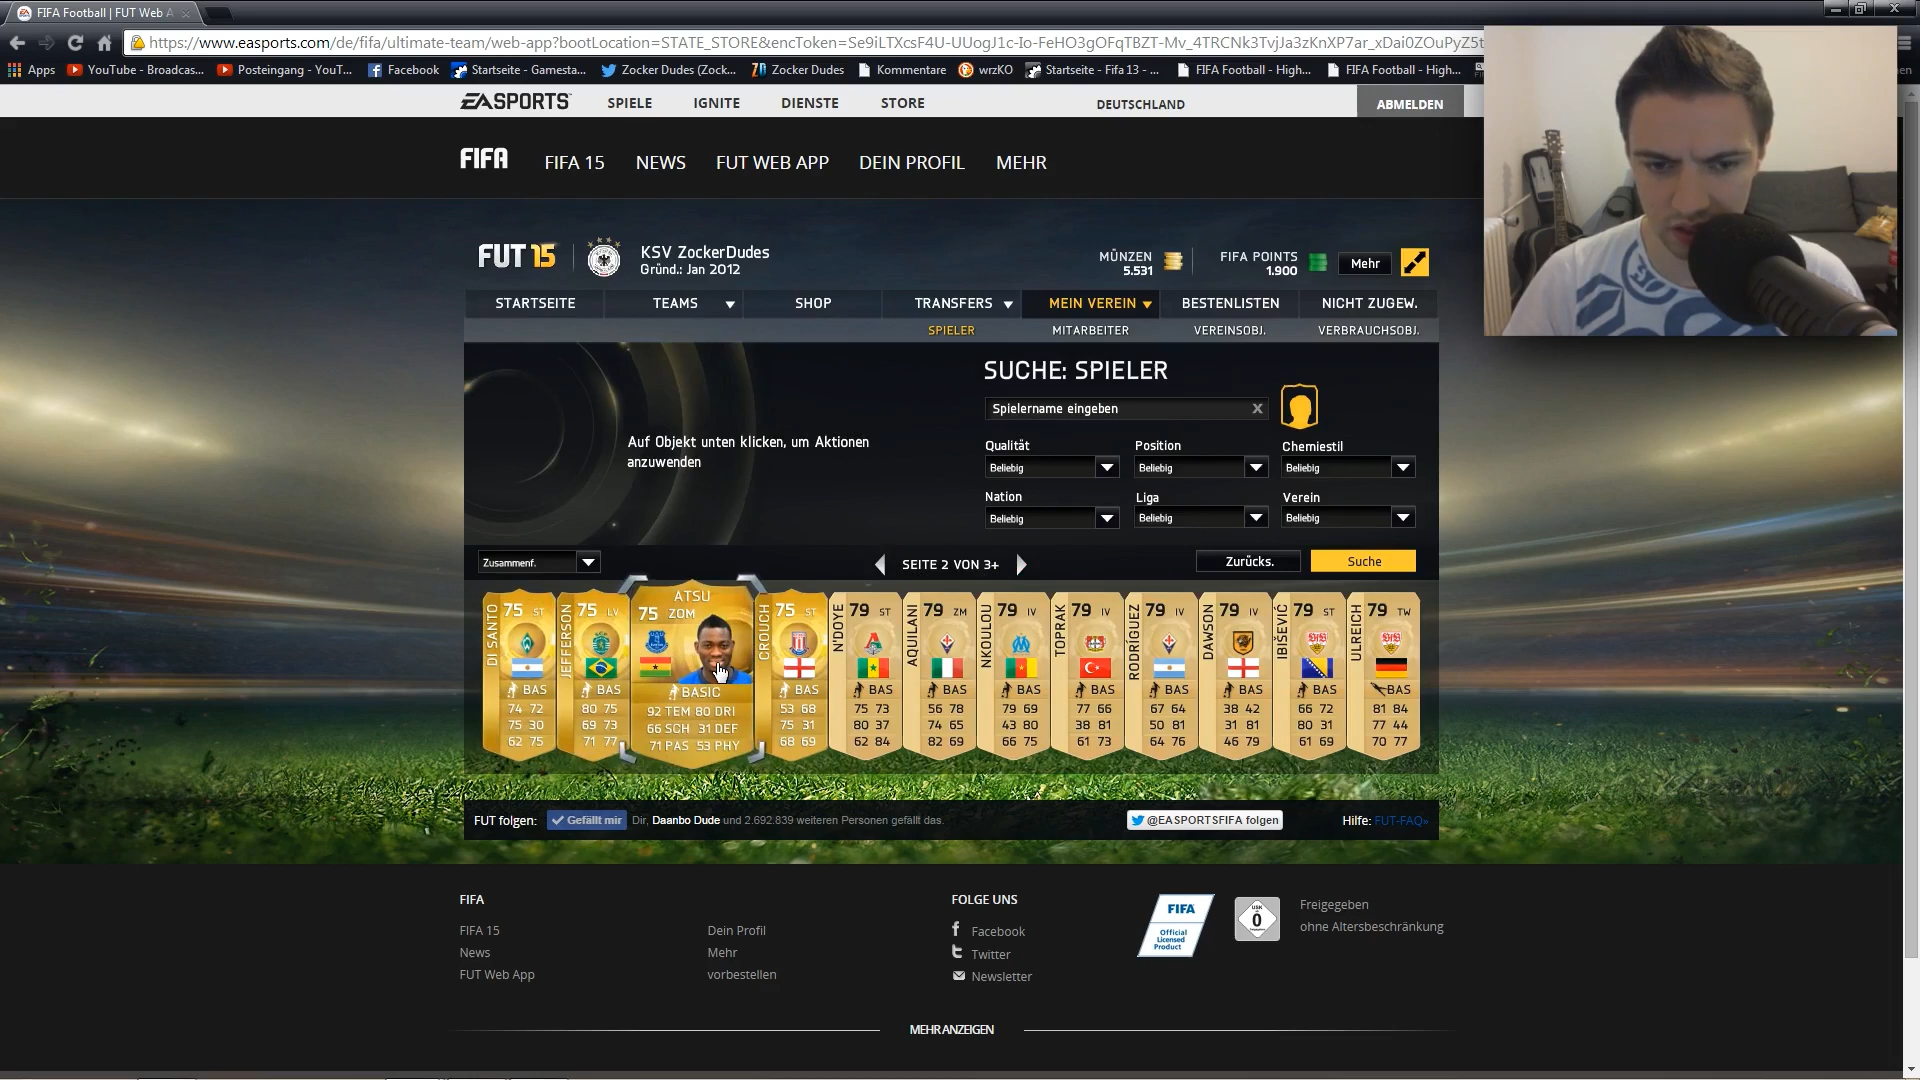 FIFA Football | FUT Web A
https://www.easports.com/de/fifa/ultimate-team/web-app?bootLocation=STATE_STORE&encToken=Se9iLTXcsF4U-UUogJ1c-Io-FeHO3gOFqTBZT-Mv_4TRCNk3TvjJa3zKnXP7ar_xDai0ZOuPyZ5t
Apps YouTube - Broadcas... Posteingang - YouT... Facebook Startseite - Gamesta... Zocker Dudes (Zock... Zocker Dudes Kommentare wrzKO Startseite - Fifa 13 - ... FIFA Football - High... FIFA Football - High...
EA SPORTS SPIELE IGNITE DIENSTE STORE DEUTSCHLAND ABMELDEN
FIFA FIFA 15 NEWS FUT WEB APP DEIN PROFIL MEHR
FUT 15 KSV ZockerDudes
Gründ.: Jan 2012
MÜNZEN 5.531
FIFA POINTS 1.900
Mehr
STARTSEITE TEAMS SHOP TRANSFERS MEIN VEREIN BESTENLISTEN NICHT ZUGEW.
SPIELER MITARBEITER VEREINSOBJ. VERBRAUCHSOBJ.
Auf Objekt unten klicken, um Aktionen
anzuwenden
SUCHE: SPIELER
Spielername eingeben X
Qualität Position Chemiestil
Beliebig Beliebig Beliebig
Nation Liga Verein
Beliebig Beliebig Beliebig
Zusammenf. SEITE 2 VON 3+ Zurücks. Suche
DI SANTO 75 ST
BAS
74 72
75 30
62 75
JEFFERSON 75 LV
BAS
80 75
69 73
71 77
ATSU
75 ZOM
BASIC
92 TEM 80 DRI
66 SCH 31 DEF
71 PAS 53 PHY
CROUCH 75 ST
BAS
53 68
75 31
68 69
N'DOYE 79 ST
BAS
75 73
80 37
62 84
AQUILANI 79 ZM
BAS
56 78
74 65
82 69
NKOULOU 79 IV
BAS
79 69
43 80
66 75
TOPRAK 79 IV
BAS
77 66
38 81
61 73
RODRÍGUEZ 79 IV
BAS
67 64
50 81
64 76
DAWSON 79 IV
BAS
38 42
31 81
46 79
IBIŠEVIĆ 79 ST
BAS
66 72
80 31
61 69
ULREICH 79 TW
BAS
81 84
77 44
70 77
FUT folgen: Gefällt mir Dir, Daanbo Dude und 2.692.839 weiteren Personen gefällt das. @EASPORTSFIFA folgen Hilfe: FUT-FAQ»
FIFA
FIFA 15
News
FUT Web App
Dein Profil
Mehr
vorbestellen
FOLGE UNS
Facebook
Twitter
Newsletter
FIFA
Official
Licensed
Product
USK
0
Freigegeben
ohne Altersbeschränkung
MEHR ANZEIGEN